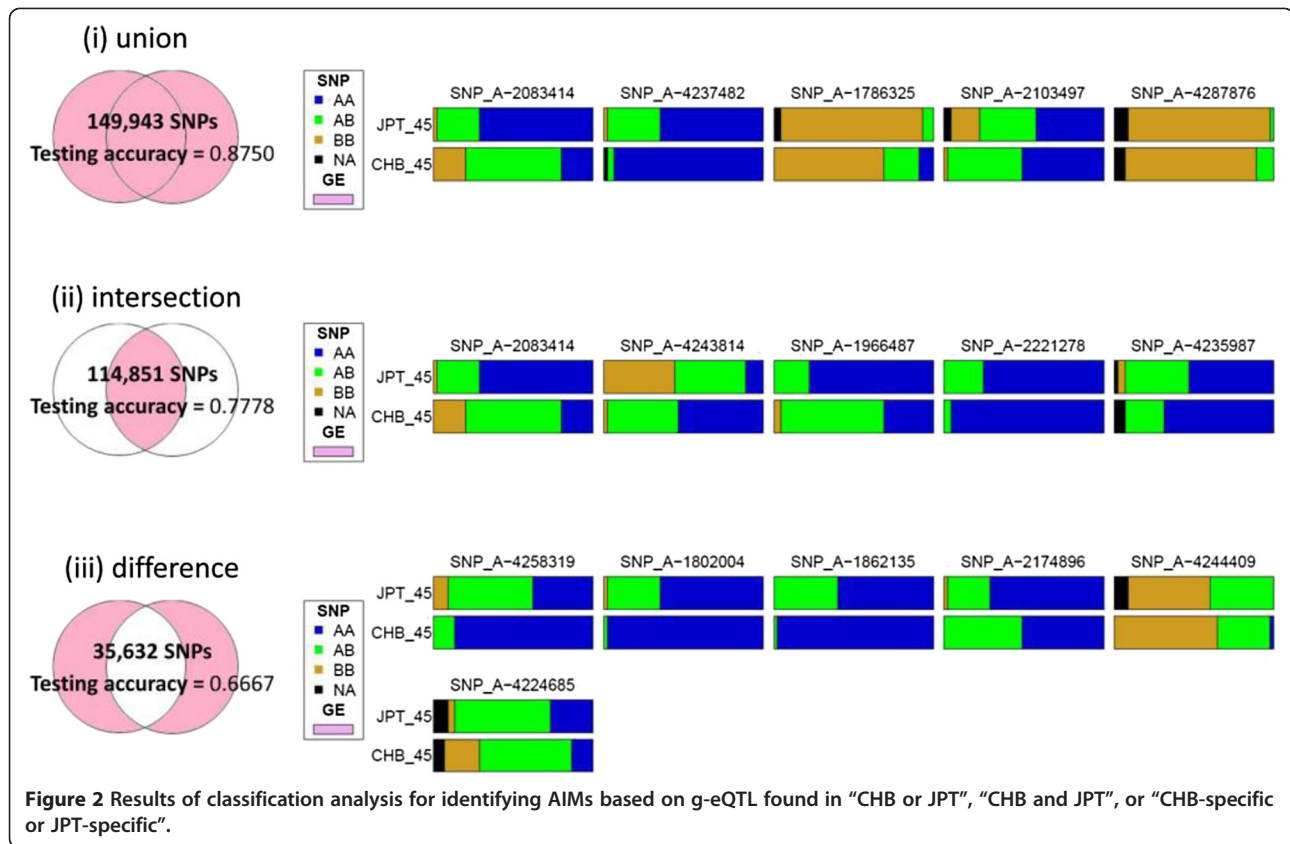 (i) union
149,943 SNPs
Testing accuracy = 0.8750
SNP
AA
AB
BB
NA
GE
SNP_A-2083414 SNP_A-4237482 SNP_A-1786325 SNP_A-2103497 SNP_A-4287876
JPT_45
CHB_45
(ii) intersection
114,851 SNPs
Testing accuracy = 0.7778
SNP
AA
AB
BB
NA
GE
SNP_A-2083414 SNP_A-4243814 SNP_A-1966487 SNP_A-2221278 SNP_A-4235987
JPT_45
CHB_45
(iii) difference
35,632 SNPs
Testing accuracy = 0.6667
SNP
AA
AB
BB
NA
GE
SNP_A-4258319 SNP_A-1802004 SNP_A-1862135 SNP_A-2174896 SNP_A-4244409
JPT_45
CHB_45
SNP_A-4224685
JPT_45
CHB_45
Figure 2 Results of classification analysis for identifying AIMs based on g-eQTL found in “CHB or JPT”, “CHB and JPT”, or “CHB-specific
or JPT-specific”.